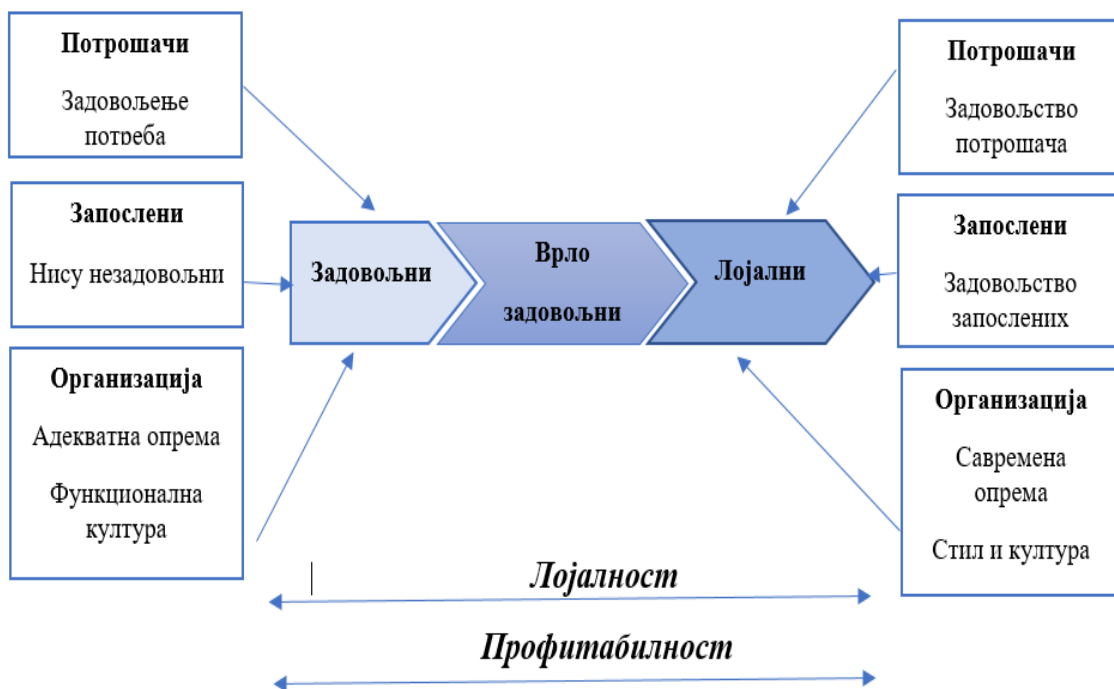 Потрошачи
Задовољење
потреба
Запослени
Нису незадовољни
Организација
Адекватна опрема
Функционална
култура
Задовољни
Врло
задовољни
Лојални
Потрошачи
Задовољство
потрошача
Запослени
Задовољство
запослених
Организација
Савремена
опрема
Стил и култура
Лојалност
Профитабилност